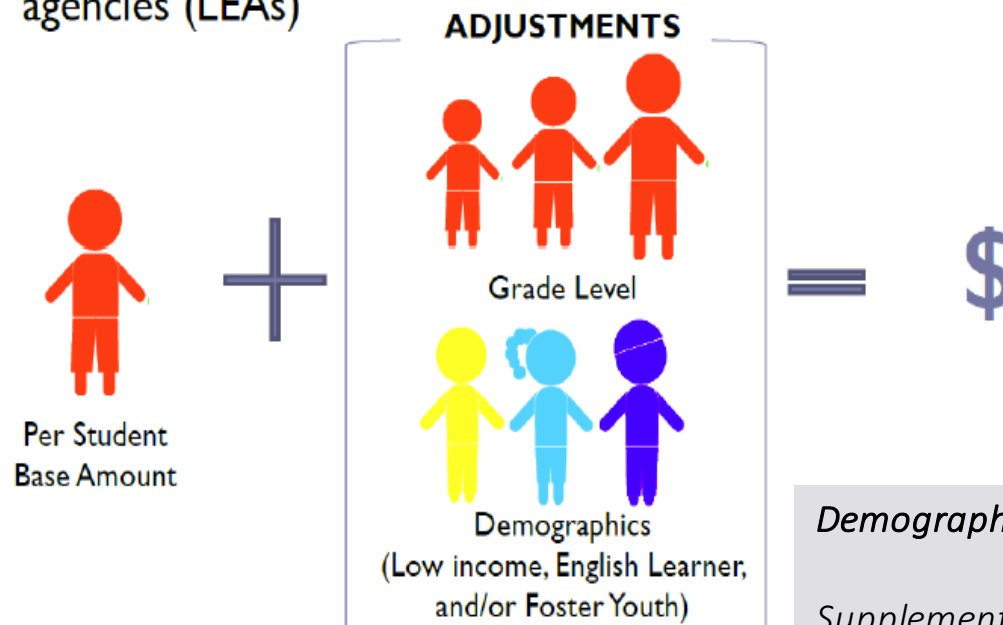 agencies (LEAs)
ADJUSTMENTS
Grade Level
$
Per Student
Base Amount
Demographics
(Low income, English Learner,
and/or Foster Youth)
Demograph
Supplement